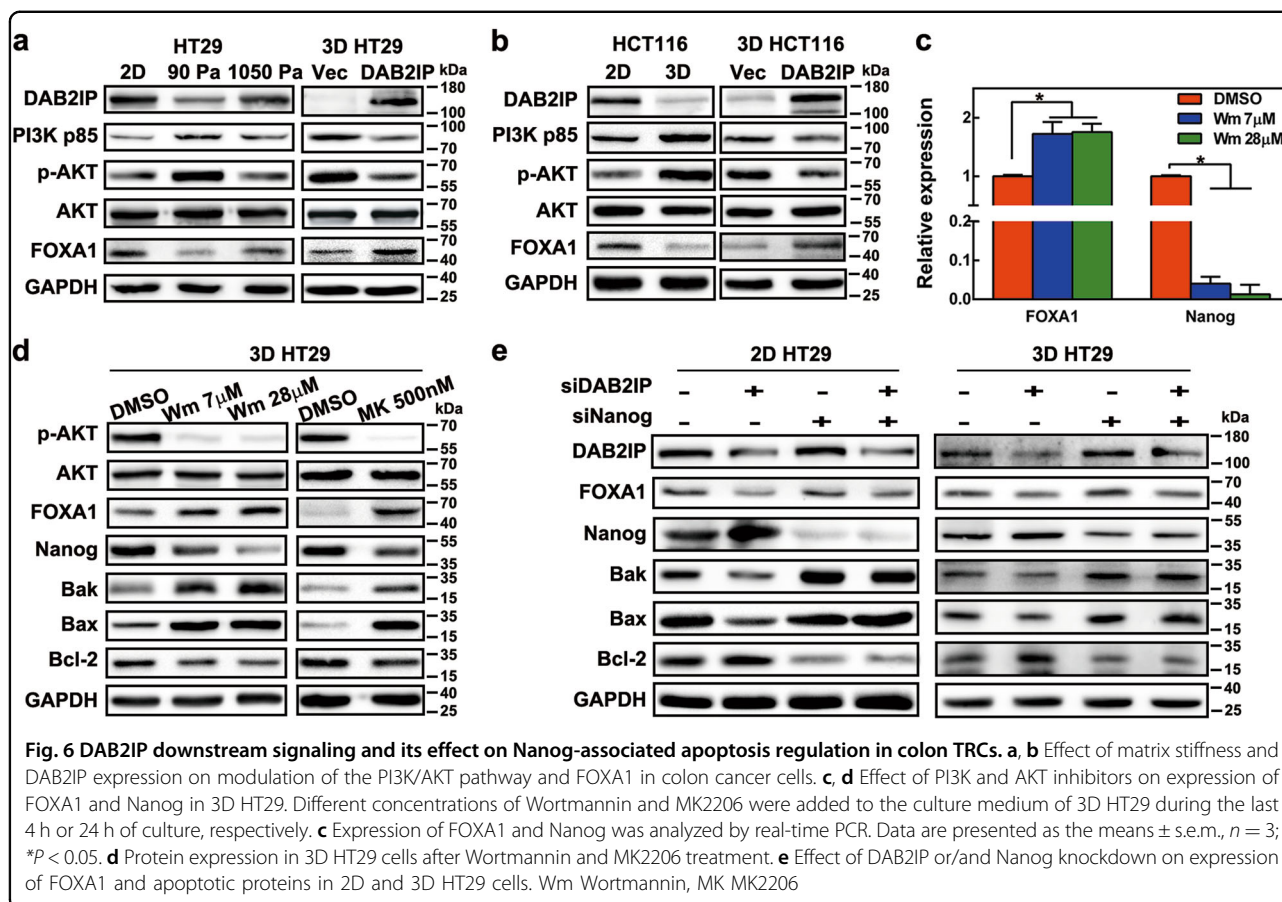 a
HT29
3D HT29
2D 90 Pa 1050 Pa
Vec DAB2IP kDa
DAB2IP
180
100
PI3K p85
100
70
p-AKT
70
55
AKT
70
55
FOXA1
70
40
GAPDH
40
25
b
HCT116
3D HCT116
2D 3D
Vec DAB2IP kDa
DAB2IP
180
100
PI3K p85
100
70
p-AKT
70
55
AKT
70
55
FOXA1
70
40
GAPDH
40
25
c
Relative expression
2
1
0.2
0.1
0.0
*
*
DMSO
Wm 7μM
Wm 28μM
FOXA1
Nanog
d
3D HT29
DMSO Wm 7μM Wm 28μM
DMSO MK 500nM
kDa
p-AKT
70
55
AKT
70
55
FOXA1
70
40
Nanog
55
35
Bak
35
15
Bax
35
15
Bcl-2
35
15
GAPDH
40
25
e
2D HT29
3D HT29
siDAB2IP - + - + - + - +
siNanog - - + + - - + + kDa
DAB2IP
180
100
FOXA1
70
40
Nanog
55
35
Bak
35
15
Bax
35
15
Bcl-2
35
15
GAPDH
40
25
Fig. 6 DAB2IP downstream signaling and its effect on Nanog-associated apoptosis regulation in colon TRCs. a, b Effect of matrix stiffness and
DAB2IP expression on modulation of the PI3K/AKT pathway and FOXA1 in colon cancer cells. c, d Effect of PI3K and AKT inhibitors on expression of
FOXA1 and Nanog in 3D HT29. Different concentrations of Wortmannin and MK2206 were added to the culture medium of 3D HT29 during the last
4 h or 24 h of culture, respectively. c Expression of FOXA1 and Nanog was analyzed by real-time PCR. Data are presented as the means ± s.e.m., n = 3;
*P < 0.05. d Protein expression in 3D HT29 cells after Wortmannin and MK2206 treatment. e Effect of DAB2IP or/and Nanog knockdown on expression
of FOXA1 and apoptotic proteins in 2D and 3D HT29 cells. Wm Wortmannin, MK MK2206